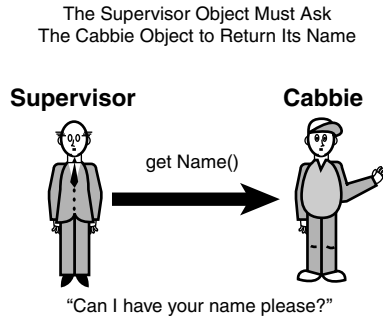 The Supervisor Object Must Ask
The Cabbie Object to Return Its Name
Supervisor
Cabbie
get Name()
“Can I have your name please?”